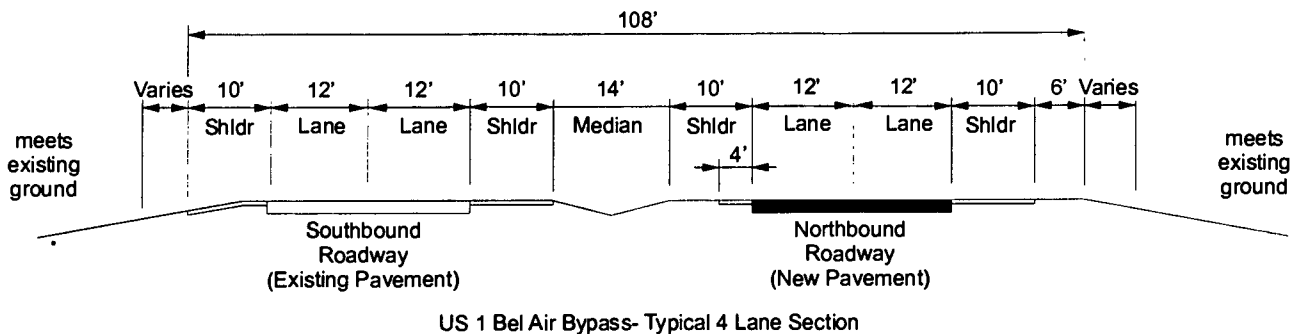 108'
Varies 10' 12' 12' 10' 14' 10' 12' 12' 10' 6' Varies
Shldr Lane Lane Shldr Median Shldr Lane Lane Shldr
4'
meets
existing
ground
meets
existing
ground
Southbound
Roadway
(Existing Pavement)
Northbound
Roadway
(New Pavement)
US 1 Bel Air Bypass- Typical 4 Lane Section